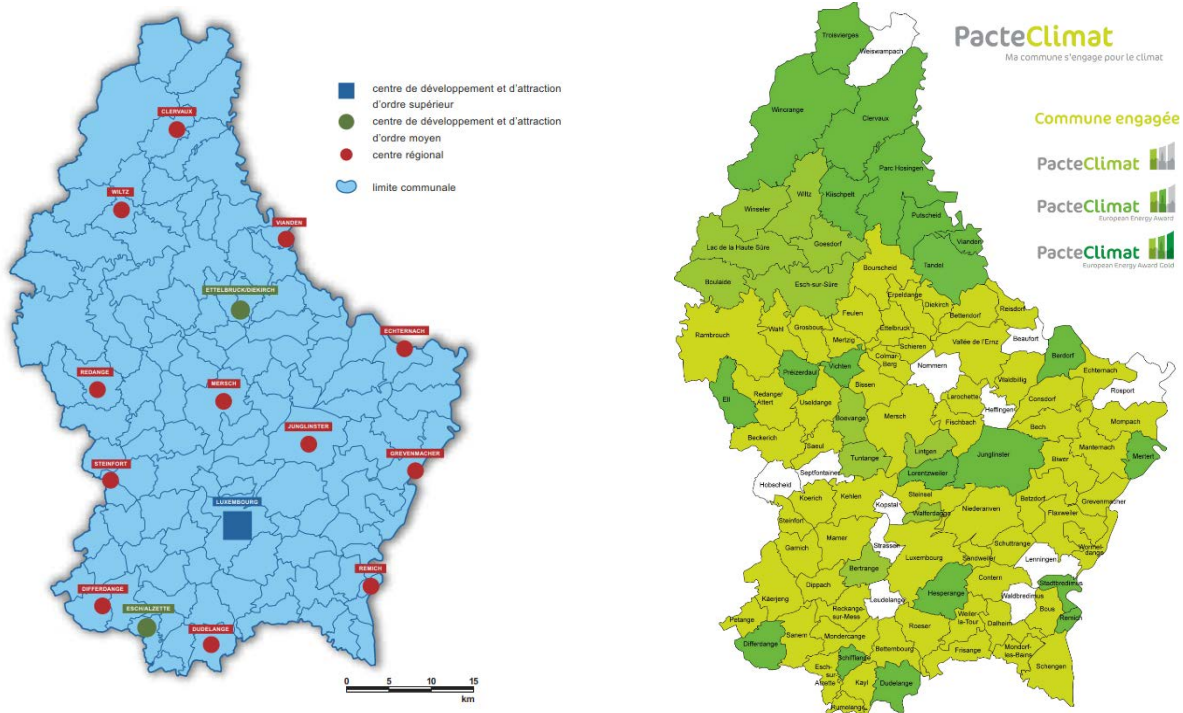 CLERVAUX
WILTZ
VIANDEN
ETTELBRUCK/DIEKIRCH
ECHTERNACH
REDANGE
MERSCH
JUNGLINSTER
GREVENMACHER
STEINFORT
LUXEMBOURG
REMICH
DIFFERDANGE
ESCH/ALZETTE
DUDELANGE
centre de développement et d'attraction
d'ordre supérieur
centre de développement et d'attraction
d'ordre moyen
centre régional
limite communale
0 5 10 15
km
PacteClimat
Ma commune s'engage pour le climat
Commune engagée
PacteClimat
PacteClimat
European Energy Award
PacteClimat
European Energy Award Gold
Troisvierges
Weiswampach
Wincrange
Clervaux
Parc Hosingen
Wiltz
Kiischpelt
Winseler
Putscheid
Vianden
Lac de la Haute Sûre
Goesdorf
Tandel
Bourscheid
Boulaide
Esch-sur-Sûre
Erpeldange
Diekirch
Bettendorf
Reisdorf
Feulen
Rambrouch
Wahl
Grosbous
Ettelbruck
Mertzig
Schieren
Vallée de l'Ernz
Beaufort
Berdorf
Colmar-
Berg
Echternach
Préizerdaul
Vichten
Nommern
Waldbillig
Bissen
Rosport
Ell
Redange/
Attert
Useldange
Boevange
Mersch
Larochette
Heffingen
Consdorf
Fischbach
Bech
Mompach
Beckerich
Saeul
Lintgen
Manternach
Tuntange
Junglinster
Biwer
Mertert
Septfontaines
Lorentzweiler
Hobscheid
Koerich
Kehlen
Steinsel
Betzdorf
Grevenmacher
Kopstal
Walferdange
Niederanven
Flaxweiler
Steinfort
Mamer
Strassen
Schuttrange
Wormel-
dange
Garnich
Luxembourg
Sandweiler
Lenningen
Bertrange
Contern
Stadtbredimus
Dippach
Hesperange
Waldbredimus
Käerjeng
Leudelange
Bous
Remich
Reckange-
sur-Mess
Weiler-
la-Tour
Dalheim
Petange
Roeser
Sanem
Mondercange
Differdange
Bettembourg
Frisange
Mondorf-
les-Bains
Schifflange
Schengen
Esch-
sur-
Alzette
Kayl
Dudelange
Rumelange